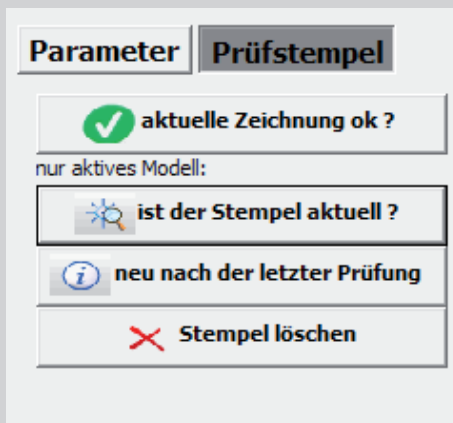 Parameter Prüfstempel
aktuelle Zeichnung ok ?
nur aktives Modell:
ist der Stempel aktuell ?
neu nach der letzter Prüfung
Stempel löschen